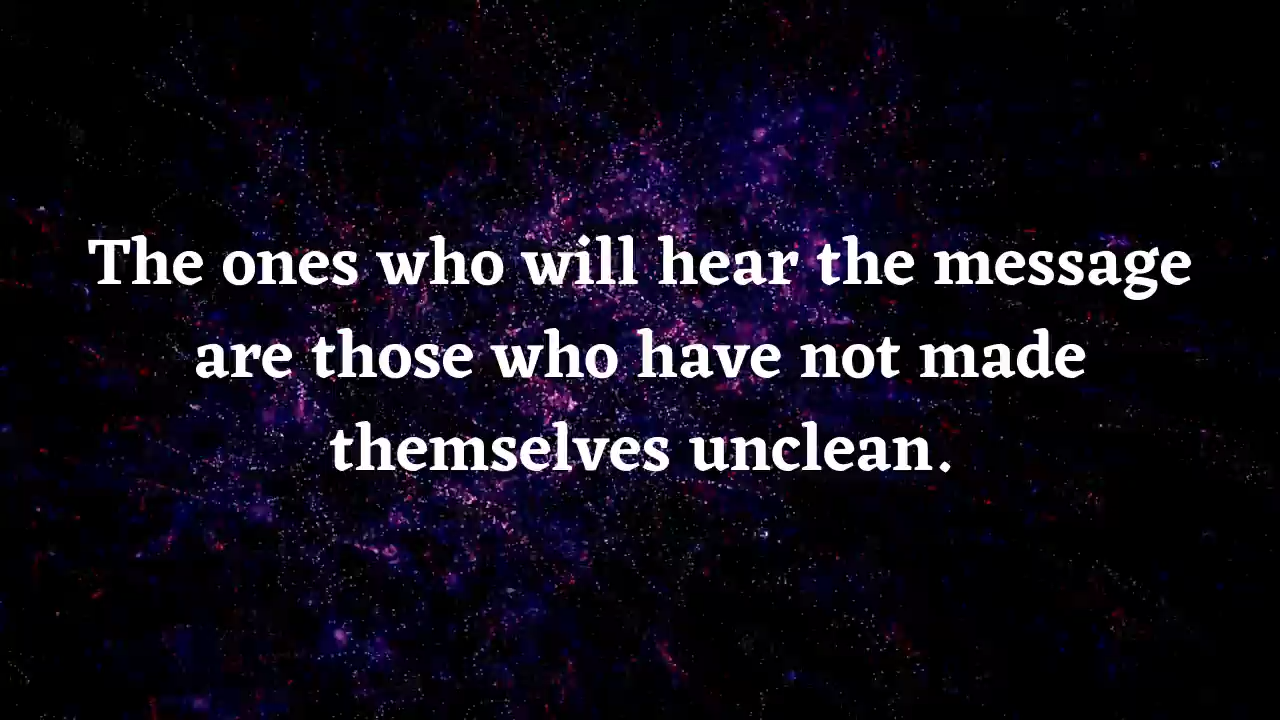 The ones who will hear the message
are those who have not made
themselves unclean.